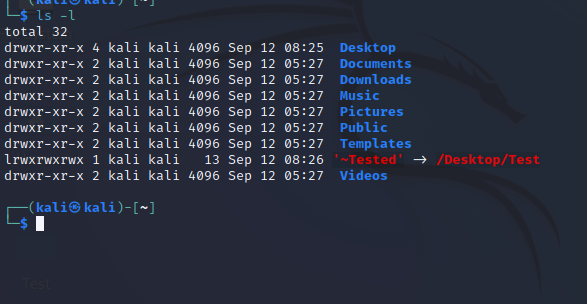 ┌──(kali㉿kali)-[~]
└─$ ls -l
total 32
drwxr-xr-x 4 kali kali 4096 Sep 12 08:25 Desktop
drwxr-xr-x 2 kali kali 4096 Sep 12 05:27 Documents
drwxr-xr-x 2 kali kali 4096 Sep 12 05:27 Downloads
drwxr-xr-x 2 kali kali 4096 Sep 12 05:27 Music
drwxr-xr-x 2 kali kali 4096 Sep 12 05:27 Pictures
drwxr-xr-x 2 kali kali 4096 Sep 12 05:27 Public
drwxr-xr-x 2 kali kali 4096 Sep 12 05:27 Templates
lrwxrwxrwx 1 kali kali   13 Sep 12 08:26 '~Tested' -> /Desktop/Test
drwxr-xr-x 2 kali kali 4096 Sep 12 05:27 Videos
┌──(kali㉿kali)-[~]
└─$
Test